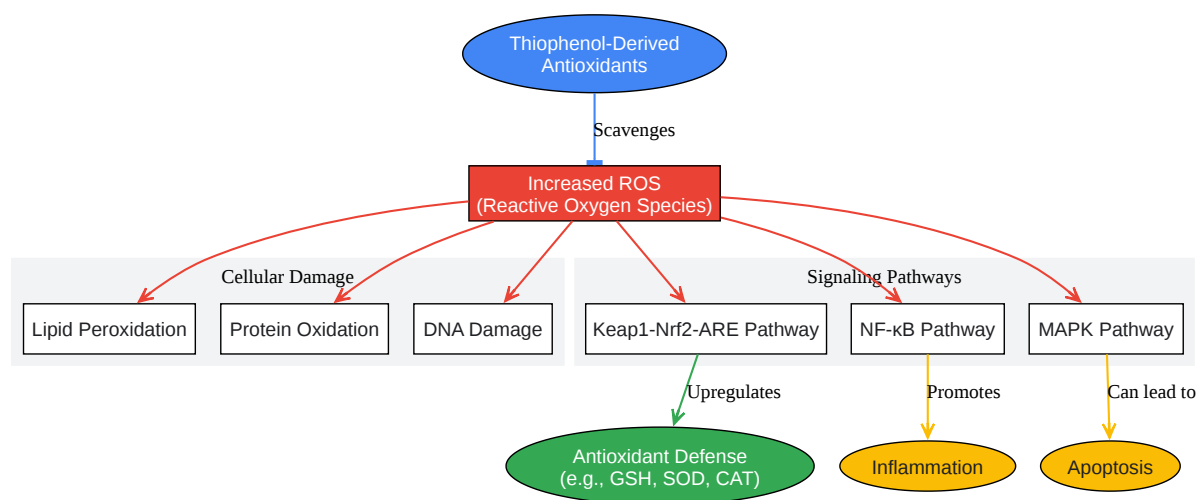 Thiophenol-Derived
Antioxidants
Scavenges
Increased ROS
(Reactive Oxygen Species)
Cellular Damage
Signaling Pathways
Lipid Peroxidation
Protein Oxidation
DNA Damage
Keap1-Nrf2-ARE Pathway
NF-κB Pathway
MAPK Pathway
Upregulates
Promotes
Can lead to
Antioxidant Defense
(e.g., GSH, SOD, CAT)
Inflammation
Apoptosis